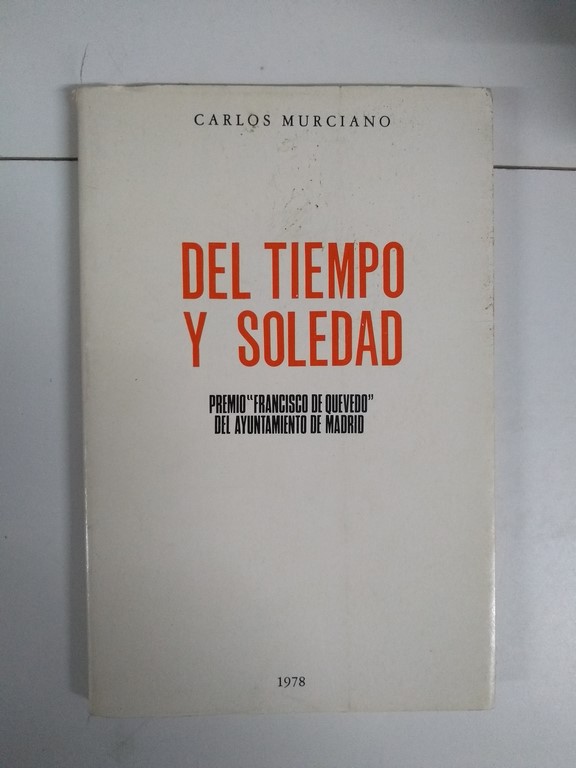 CARLOS MURCIANO
DEL TIEMPO
Y SOLEDAD
PREMIO "FRANCISCO DE QUEVEDO"
DEL AYUNTAMIENTO DE MADRID
1978